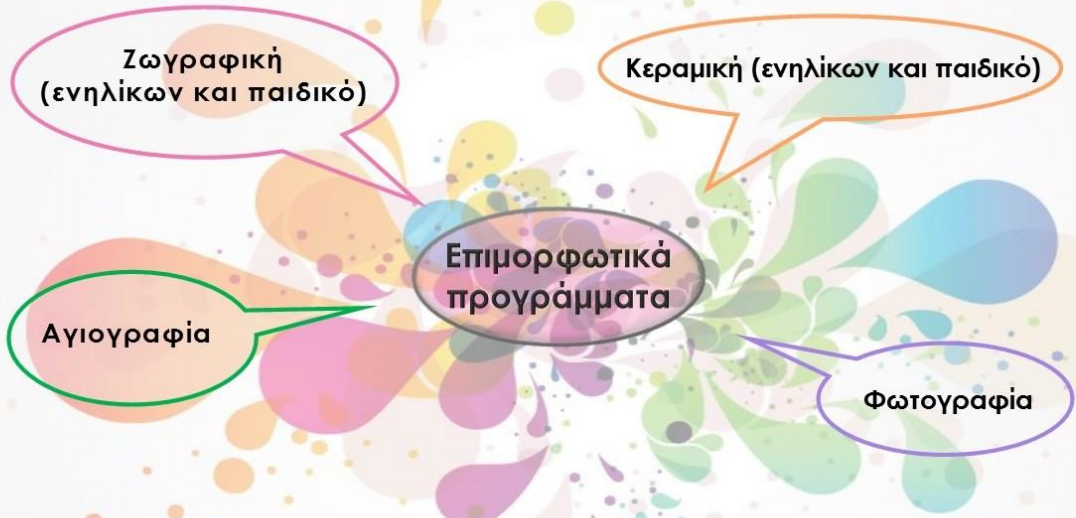 Ζωγραφική
(ενηλίκων και παιδικό)
Κεραμική (ενηλίκων και παιδικό)
Επιμορφωτικά
προγράμματα
Αγιογραφία
Φωτογραφία